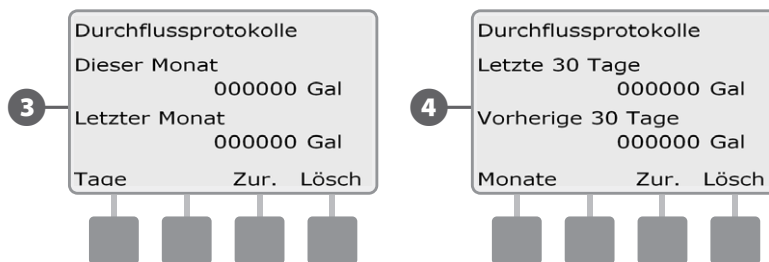 3
Durchflussprotokolle
Dieser Monat
000000 Gal
Letzter Monat
000000 Gal
Tage Zur. Lösch
4
Durchflussprotokolle
Letzte 30 Tage
000000 Gal
Vorherige 30 Tage
000000 Gal
Monate Zur. Lösch